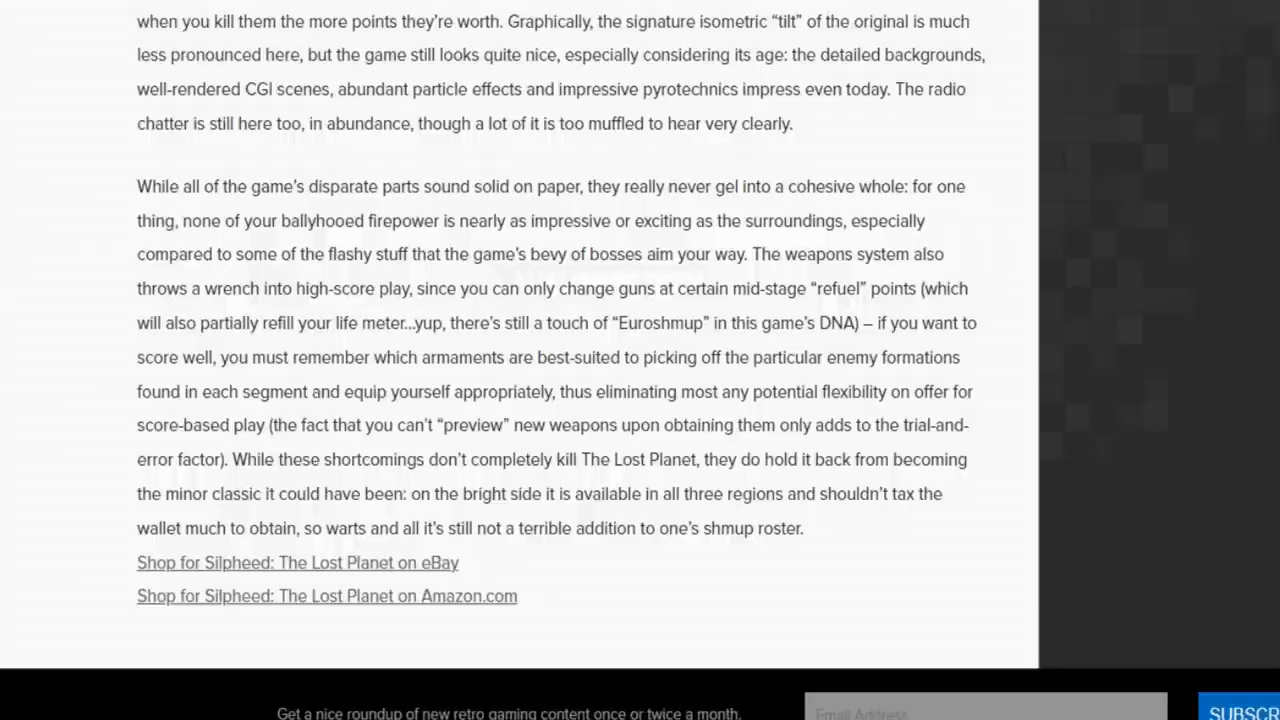 when you kill them the more points they’re worth. Graphically, the signature isometric “tilt” of the original is much
less pronounced here, but the game still looks quite nice, especially considering its age: the detailed backgrounds,
well-rendered CGI scenes, abundant particle effects and impressive pyrotechnics impress even today. The radio
chatter is still here too, in abundance, though a lot of it is too muffled to hear very clearly.
While all of the game’s disparate parts sound solid on paper, they really never gel into a cohesive whole: for one
thing, none of your ballyhooed firepower is nearly as impressive or exciting as the surroundings, especially
compared to some of the flashy stuff that the game’s bevy of bosses aim your way. The weapons system also
throws a wrench into high-score play, since you can only change guns at certain mid-stage “refuel” points (which
will also partially refill your life meter...yup, there’s still a touch of “Euroshmup” in this game’s DNA) – if you want to
score well, you must remember which armaments are best-suited to picking off the particular enemy formations
found in each segment and equip yourself appropriately, thus eliminating most any potential flexibility on offer for
score-based play (the fact that you can’t “preview” new weapons upon obtaining them only adds to the trial-and-
error factor). While these shortcomings don’t completely kill The Lost Planet, they do hold it back from becoming
the minor classic it could have been: on the bright side it is available in all three regions and shouldn’t tax the
wallet much to obtain, so warts and all it’s still not a terrible addition to one’s shmup roster.
Shop for Silpheed: The Lost Planet on eBay
Shop for Silpheed: The Lost Planet on Amazon.com
Get a nice roundup of new retro gaming content once or twice a month.
Email Address
SUBSCR